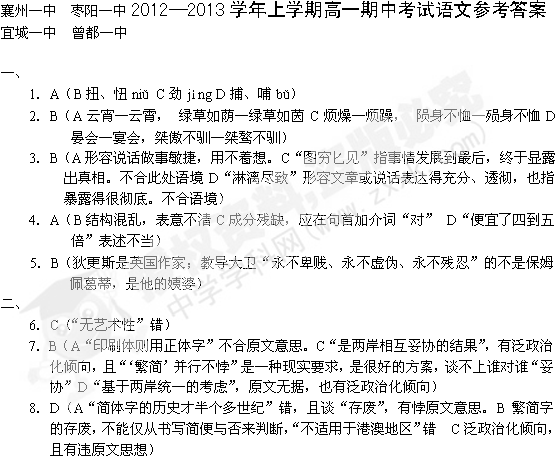 襄州一中 枣阳一中 2012—2013 学年上学期高一期中考试语文参考答案
宜城一中 曾都一中
一、
1. A（B 扭、忸 niǔ C 劲 jìng D 捕、哺 bǔ）
2. B（A 云宵一云霄， 绿草如荫一绿草如茵 C 烦燥一烦躁， 陨身不恤一殒身不恤 D
晏会一宴会，桀傲不驯一桀骜不驯）
3. B（A 形容说话做事敏捷，用不着想。C“图穷匕见”指事情发展到最后，终于显露
出真相。不合此处语境 D“淋漓尽致”形容文章或说话表达得充分、透彻，也指
暴露得很彻底。不合语境）
4. A（B 结构混乱，表意不清 C 成分残缺，应在句首加介词“对” D“便宜了四到五
倍”表述不当）
5. B（狄更斯是英国作家；教导大卫“永不卑贱、永不虚伪、永不残忍”的不是保姆
佩葛蒂，是他的姨婆）
二、
6. C（“无艺术性”错）
7. B（A“印刷体则用正体字”不合原文意思。C“是两岸相互妥协的结果”，有泛政治
化倾向，且“‘繁简’并行不悖”是一种现实要求，是很好的方案，谈不上谁对谁“妥
协”D“基于两岸统一的考虑”，原文无据，也有泛政治化倾向）
8. D（A“简体字的历史才半个多世纪”错，且谈“存废”，有悖原文意思。B 繁简字
的存废，不能仅从书写简便与否来判断，“不适用于港澳地区”错 C 泛政治化倾向，
且有违原文思想）